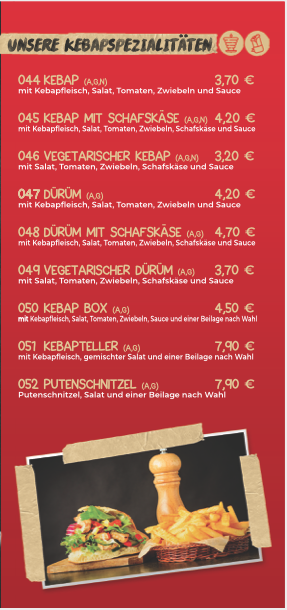 UNSERE KEBAPSPEZIALITÄTEN
044 KEBAP (A,G,N) 3,70 €
mit Kebapfleisch, Salat, Tomaten, Zwiebeln und Sauce
045 KEBAP MIT SCHAFSKÄSE (A,G,N) 4,20 €
mit Kebapfleisch, Salat, Tomaten, Zwiebeln, Schafskäse und Sauce
046 VEGETARISCHER KEBAP (A,G,N) 3,20 €
mit Salat, Tomaten, Zwiebeln, Schafskäse und Sauce
047 DÜRÜM (A,G) 4,20 €
mit Kebapfleisch, Salat, Tomaten, Zwiebeln und Sauce
048 DÜRÜM MIT SCHAFSKÄSE (A,G) 4,70 €
mit Kebapfleisch, Salat, Tomaten, Zwiebeln, Schafskäse und Sauce
049 VEGETARISCHER DÜRÜM (A,G) 3,70 €
mit Salat, Tomaten, Zwiebeln, Schafskäse und Sauce
050 KEBAP BOX (A,G) 4,50 €
mit Kebapfleisch, Salat, Tomaten, Zwiebeln, Sauce und einer Beilage nach Wahl
051 KEBAPTELLER (A,G) 7,90 €
mit Kebapfleisch, gemischter Salat und einer Beilage nach Wahl
052 PUTENSCHNITZEL (A,G) 7,90 €
Putenschnitzel, Salat und einer Beilage nach Wahl